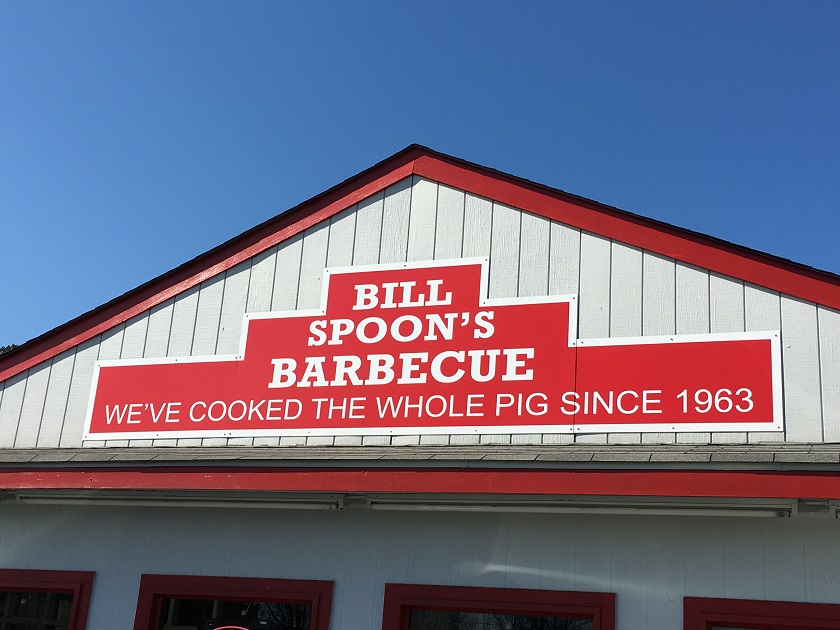 BILL
SPOON'S
BARBECUE
WE'VE COOKED THE WHOLE PIG SINCE 1963